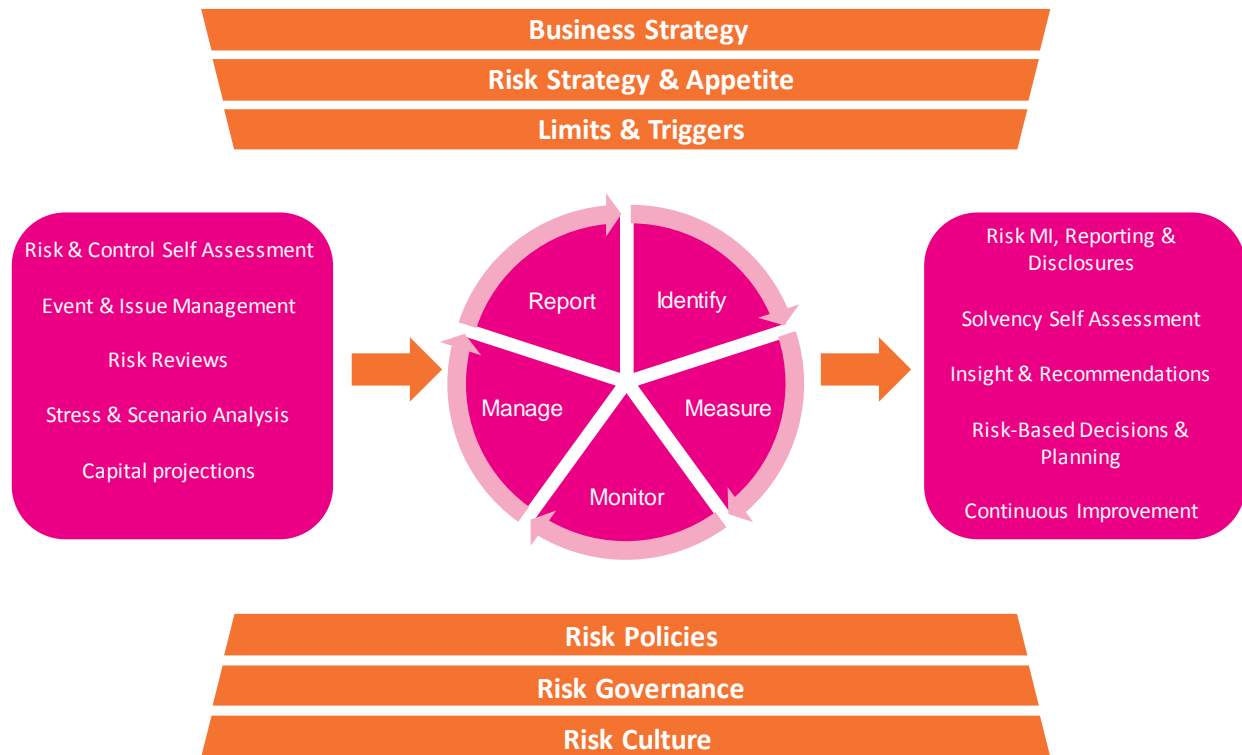 Business Strategy
Risk Strategy & Appetite
Limits & Triggers
Risk & Control Self Assessment
Event & Issue Management
Risk Reviews
Stress & Scenario Analysis
Capital projections
Report
Identify
Manage
Measure
Monitor
Risk MI, Reporting &
Disclosures
Solvency Self Assessment
Insight & Recommendations
Risk-Based Decisions &
Planning
Continuous Improvement
Risk Policies
Risk Governance
Risk Culture